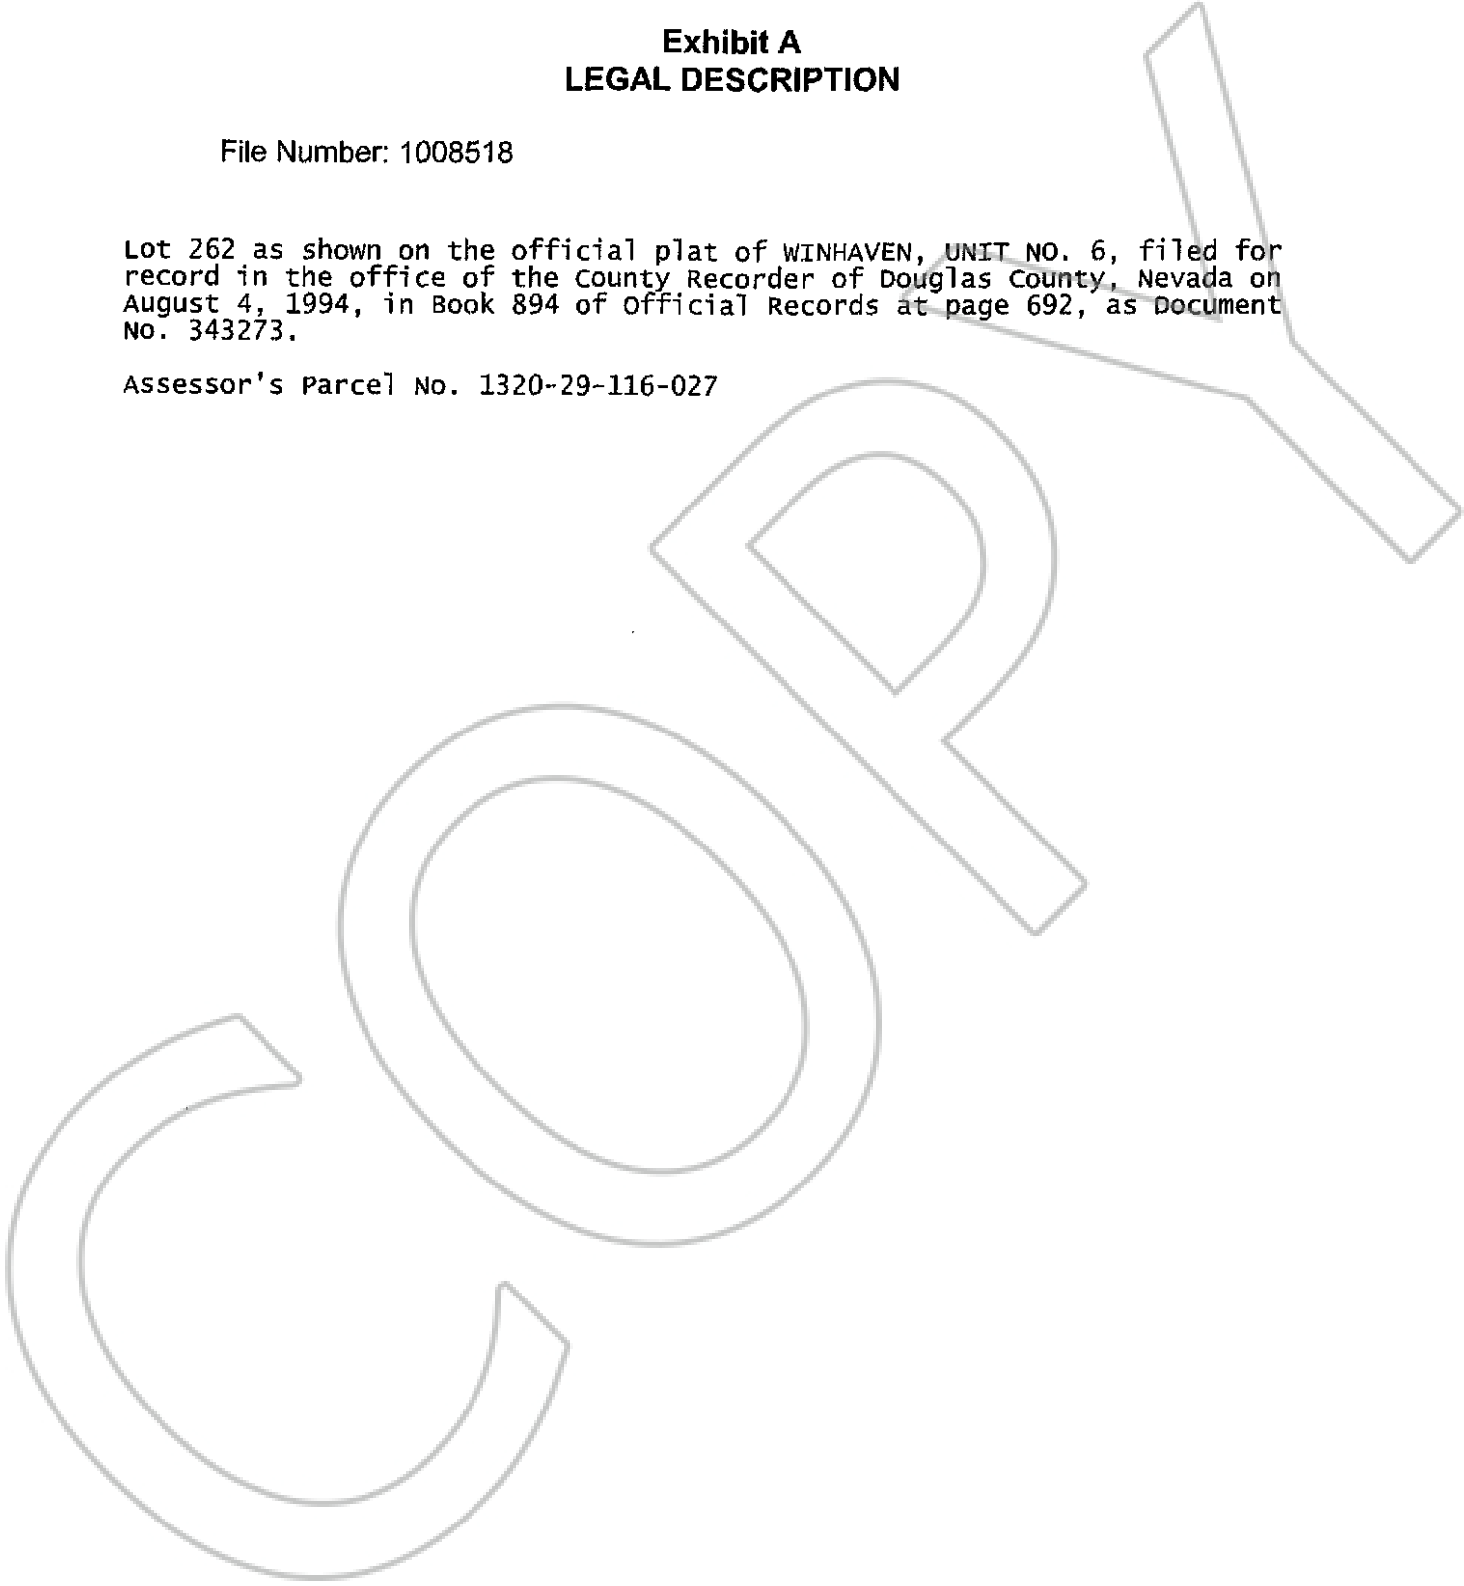 Exhibit A
LEGAL DESCRIPTION
File Number: 1008518
Lot 262 as shown on the official plat of WINHAVEN, UNIT NO. 6, filed for
record in the office of the County Recorder of Douglas County, Nevada on
August 4, 1994, in Book 894 of Official Records at page 692, as Document
No. 343273.
Assessor's Parcel No. 1320-29-116-027
COPY